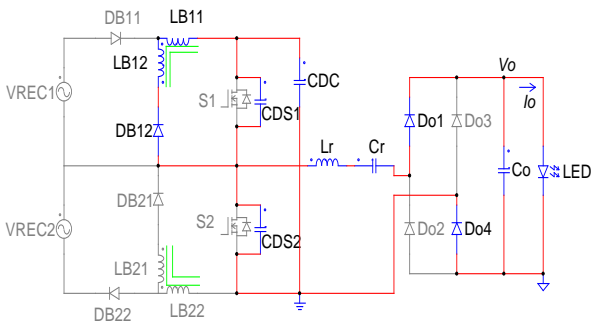 DB11
LB11
LB12
VREC1
S1
CDS1
CDC
DB12
Lr
Cr
Do1
Do3
Vo
Io
Co
LED
DB21
VREC2
S2
CDS2
Do2
Do4
LB21
LB22
DB22